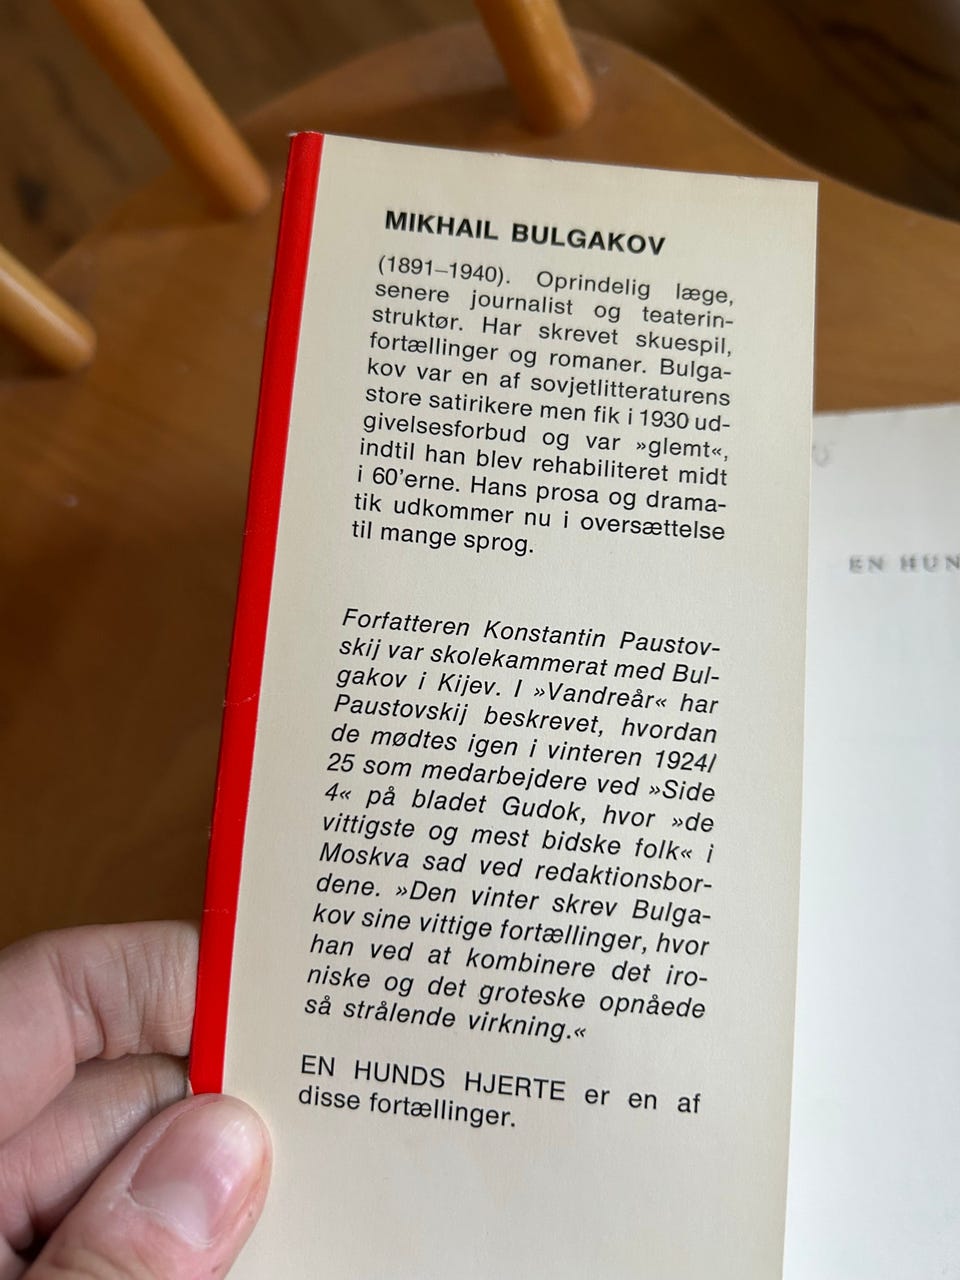 MIKHAIL BULGAKOV
(1891–1940). Oprindelig læge,
senere journalist og teaterin-
struktør. Har skrevet skuespil,
fortællinger og romaner. Bulga-
kov var en af sovjetlitteraturens
store satirikere men fik i 1930 ud-
givelsesforbud og var »glemt«,
indtil han blev rehabiliteret midt
i 60'erne. Hans prosa og drama-
tik udkommer nu i oversættelse
til mange sprog.
Forfatteren Konstantin Paustov-
skij var skolekammerat med Bul-
gakov i Kijev. I »Vandreår« har
Paustovskij beskrevet, hvordan
de mødtes igen i vinteren 1924/
25 som medarbejdere ved »Side
4« på bladet Gudok, hvor »de
vittigste og mest bidske folk« i
Moskva sad ved redaktionsbor-
dene. »Den vinter skrev Bulga-
kov sine vittige fortællinger, hvor
han ved at kombinere det iro-
niske og det groteske opnåede
så strålende virkning.«
EN HUNDS HJERTE er en af
disse fortællinger.
EN HUN